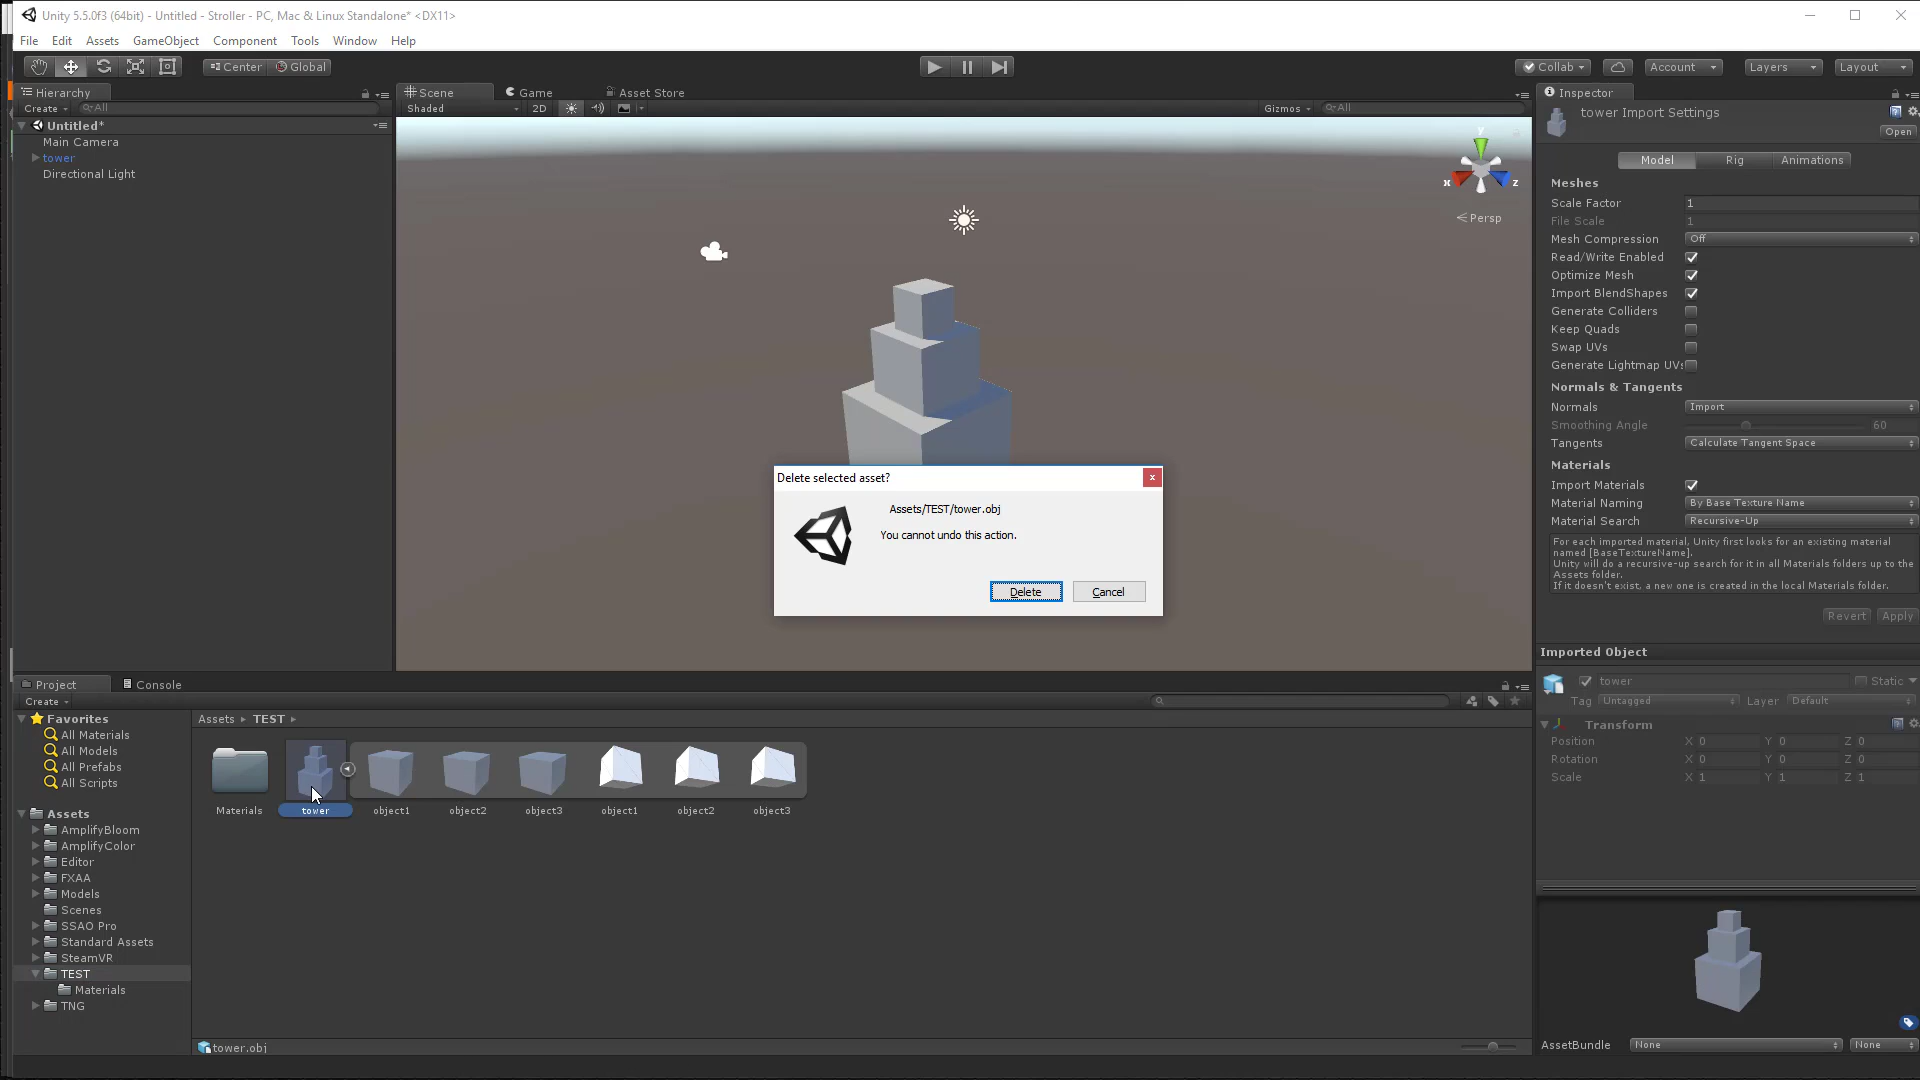 Unity 5.5.0f3 (64bit) - Untitled - Stroller - PC, Mac & Linux Standalone* <DX11>
File Edit Assets GameObject Component Tools Window Help
Center Global
Collab Account Layers Layout
Hierarchy
Create All
Untitled*
Main Camera
tower
Directional Light
Scene Game Asset Store
Shaded 2D Gizmos All
y
x
z
Persp
Delete selected asset?
x
Assets/TEST/tower.obj
You cannot undo this action.
Delete Cancel
Inspector
tower Import Settings
Open
Model Rig Animations
Meshes
Scale Factor 1
File Scale 1
Mesh Compression Off
Read/Write Enabled
Optimize Mesh
Import BlendShapes
Generate Colliders
Keep Quads
Swap UVs
Generate Lightmap UVs
Normals & Tangents
Normals Import
Smoothing Angle 60
Tangents Calculate Tangent Space
Materials
Import Materials
Material Naming By Base Texture Name
Material Search Recursive-Up
For each imported material, Unity first looks for an existing material
named [BaseTextureName].
Unity will do a recursive-up search for it in all Materials folders up to the
Assets folder.
If it doesn't exist, a new one is created in the local Materials folder.
Revert Apply
Imported Object
tower Static
Tag Untagged Layer Default
Transform
Position X 0 Y 0 Z 0
Rotation X 0 Y 0 Z 0
Scale X 1 Y 1 Z 1
AssetBundle None None
Project Console
Create
Favorites
All Materials
All Models
All Prefabs
All Scripts
Assets
AmplifyBloom
AmplifyColor
Editor
FXAA
Models
Scenes
SSAO Pro
Standard Assets
SteamVR
TEST
Materials
TNG
Assets TEST
Materials tower object1 object2 object3 object1 object2 object3
tower.obj